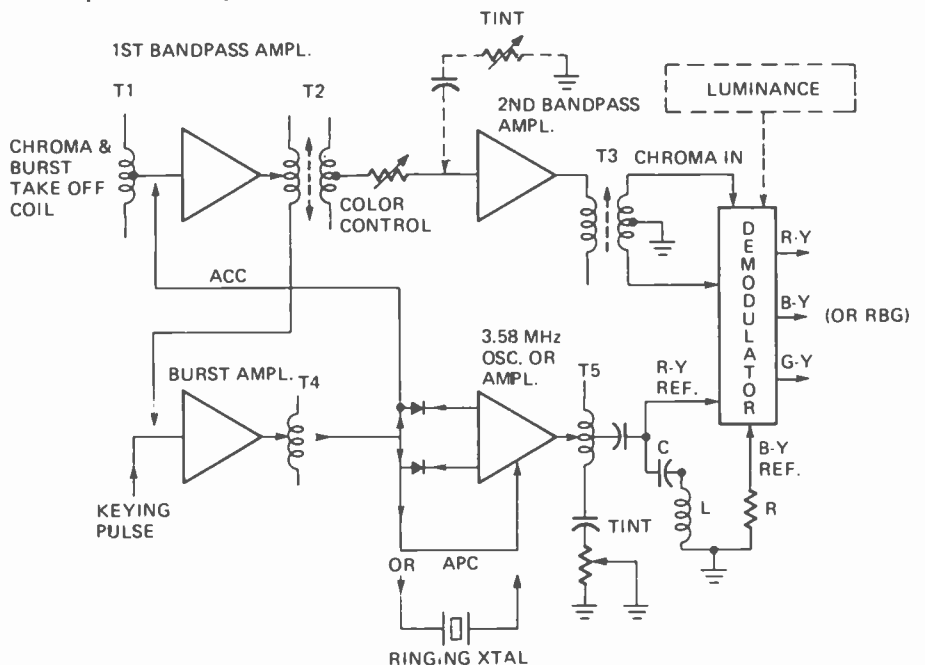 TINT
1ST BANDPASS AMPL.
T1
T2
2ND BANDPASS
AMPL.
LUMINANCE
CHROMA &
BURST
TAKE OFF
COIL
COLOR
CONTROL
T3
CHROMA IN
DEMODULATOR
R-Y
B-Y
(OR RBG)
G-Y
ACC
3.58 MHz
OSC. OR
AMPL.
BURST AMPL.
T4
T5
R-Y
REF.
B-Y
REF.
C
L
R
KEYING
PULSE
TINT
OR
APC
RINGING XTAL